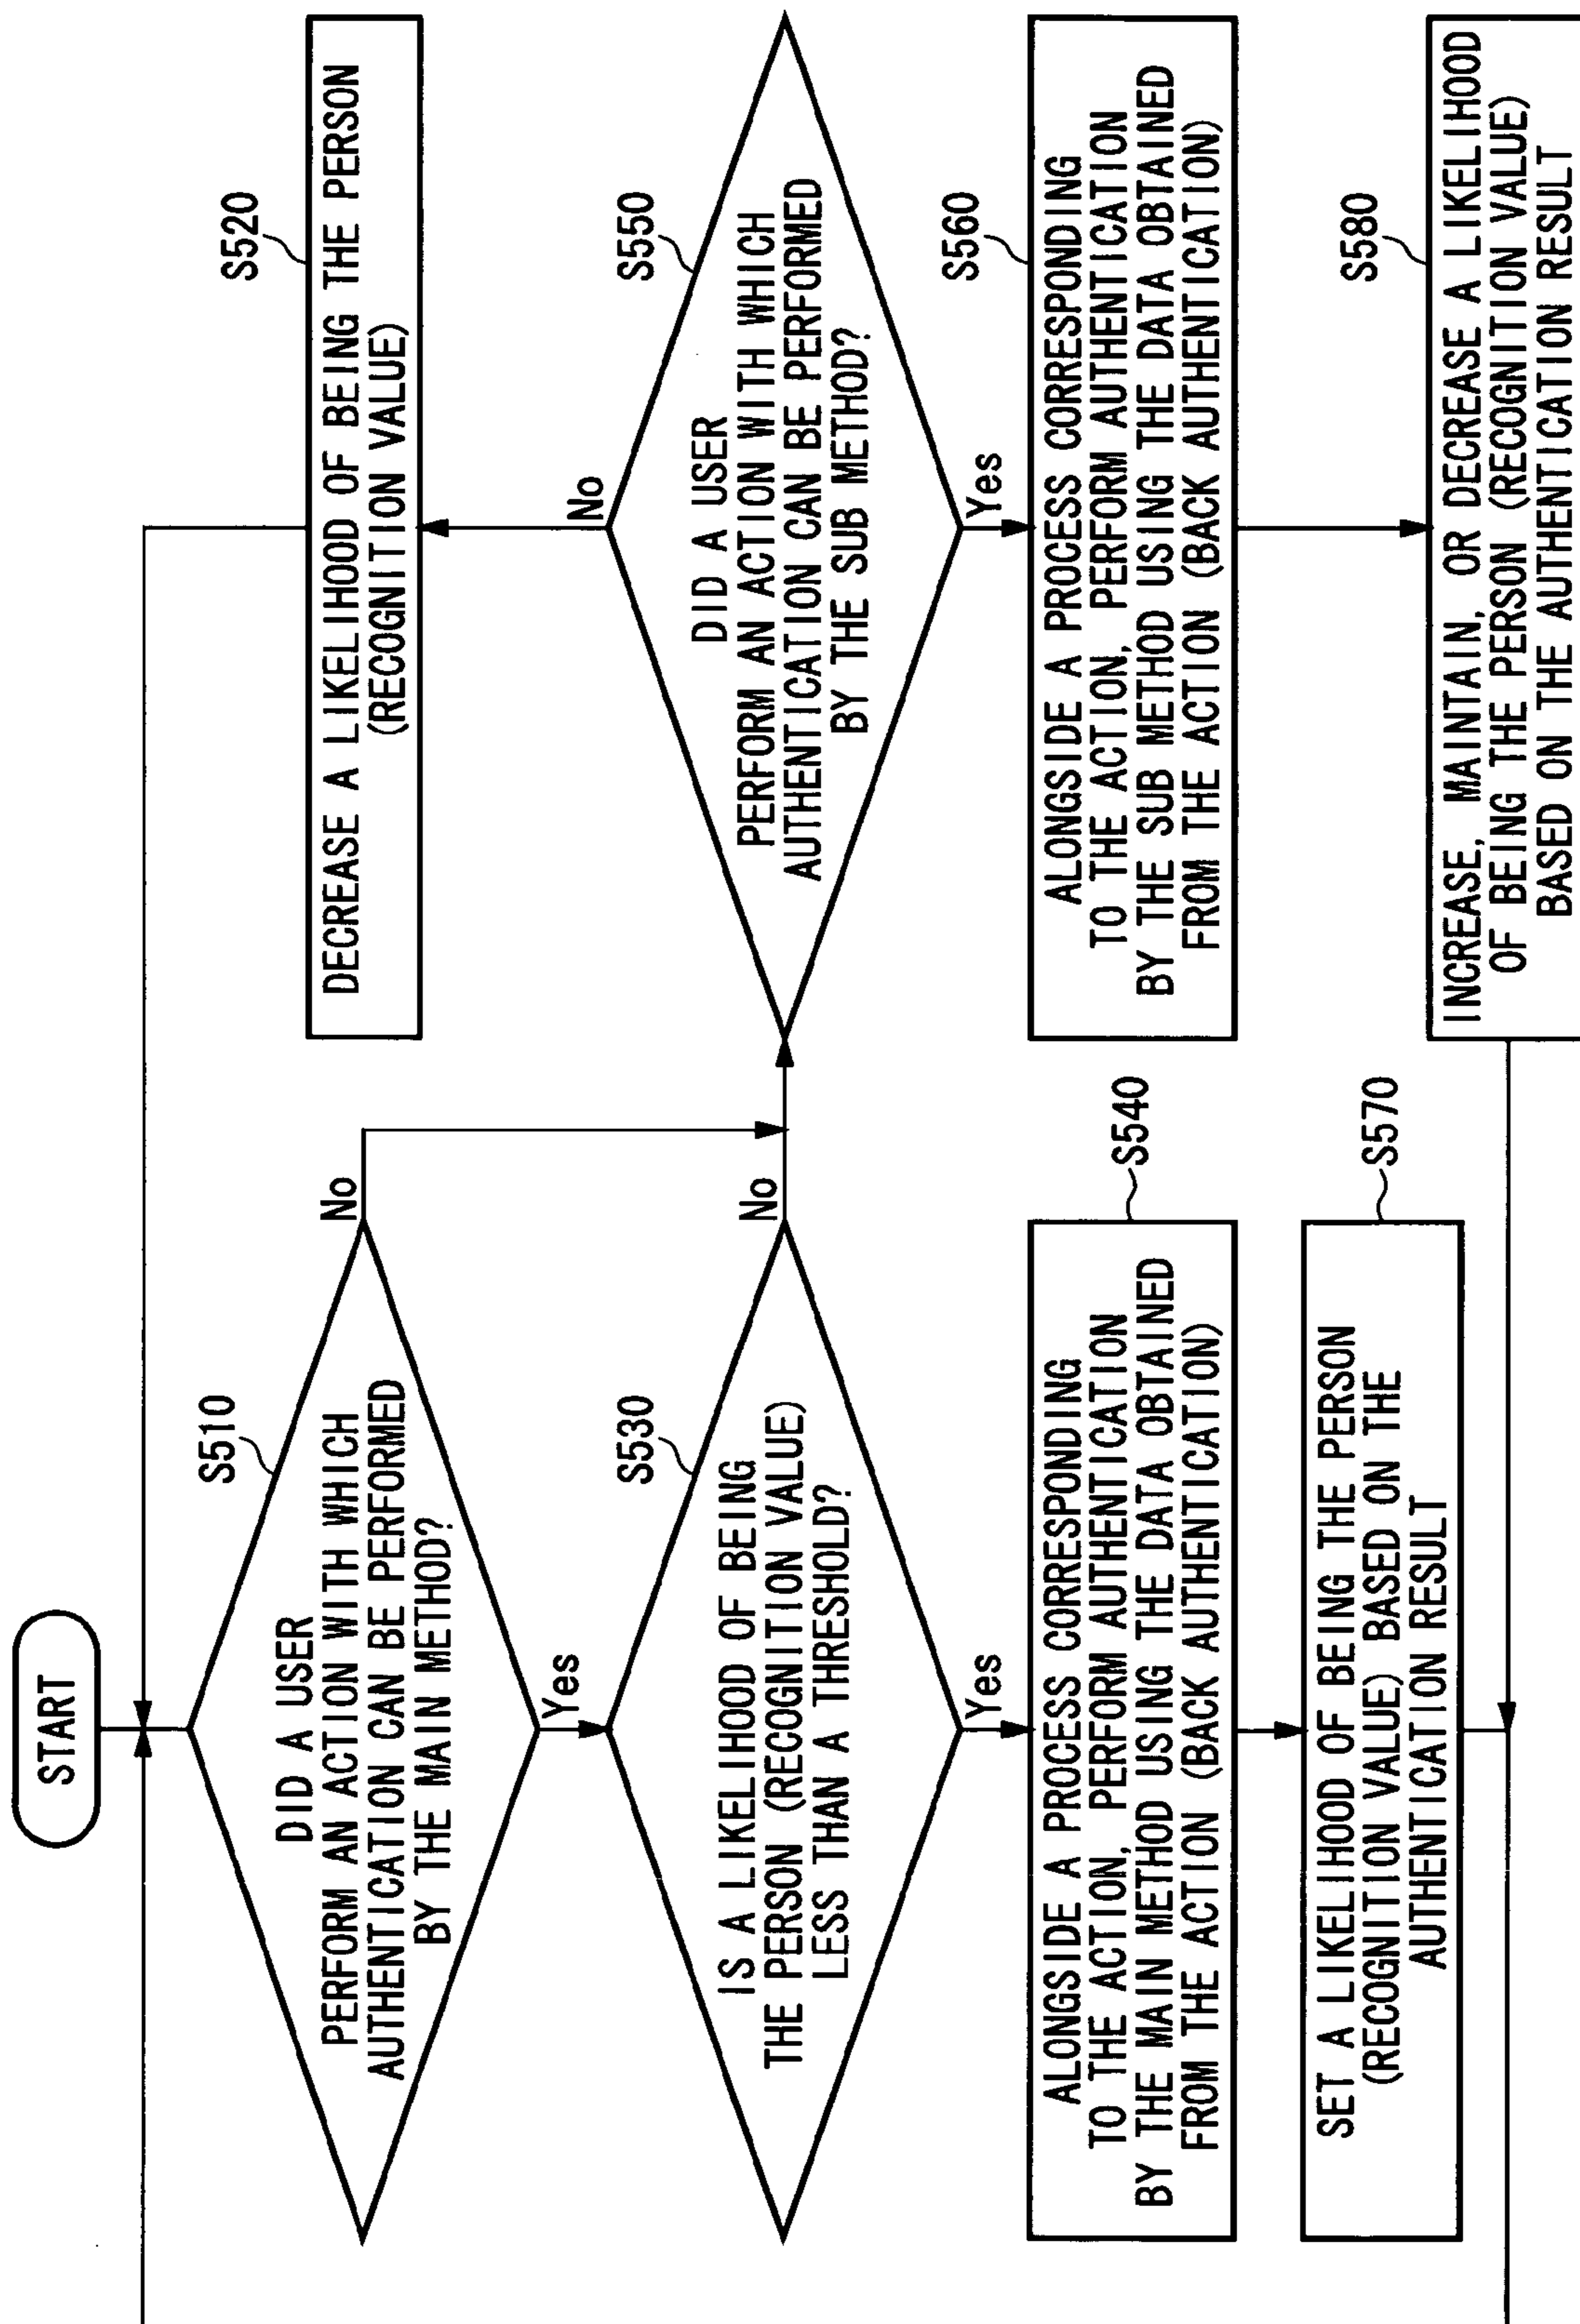 START
S510
DID A USER
PERFORM AN ACTION WITH WHICH
AUTHENTICATION CAN BE PERFORMED
BY THE MAIN METHOD?
No
Yes
S520
DECREASE A LIKELIHOOD OF BEING THE PERSON
(RECOGNITION VALUE)
S530
IS A LIKELIHOOD OF BEING
THE PERSON (RECOGNITION VALUE)
LESS THAN A THRESHOLD?
No
Yes
S550
DID A USER
PERFORM AN ACTION WITH WHICH
AUTHENTICATION CAN BE PERFORMED
BY THE SUB METHOD?
No
Yes
S540
ALONGSIDE A PROCESS CORRESPONDING
TO THE ACTION, PERFORM AUTHENTICATION
BY THE MAIN METHOD USING THE DATA OBTAINED
FROM THE ACTION (BACK AUTHENTICATION)
S560
ALONGSIDE A PROCESS CORRESPONDING
TO THE ACTION, PERFORM AUTHENTICATION
BY THE SUB METHOD USING THE DATA OBTAINED
FROM THE ACTION (BACK AUTHENTICATION)
S570
SET A LIKELIHOOD OF BEING THE PERSON
(RECOGNITION VALUE) BASED ON THE
AUTHENTICATION RESULT
S580
INCREASE, MAINTAIN, OR DECREASE A LIKELIHOOD
OF BEING THE PERSON (RECOGNITION VALUE)
BASED ON THE AUTHENTICATION RESULT